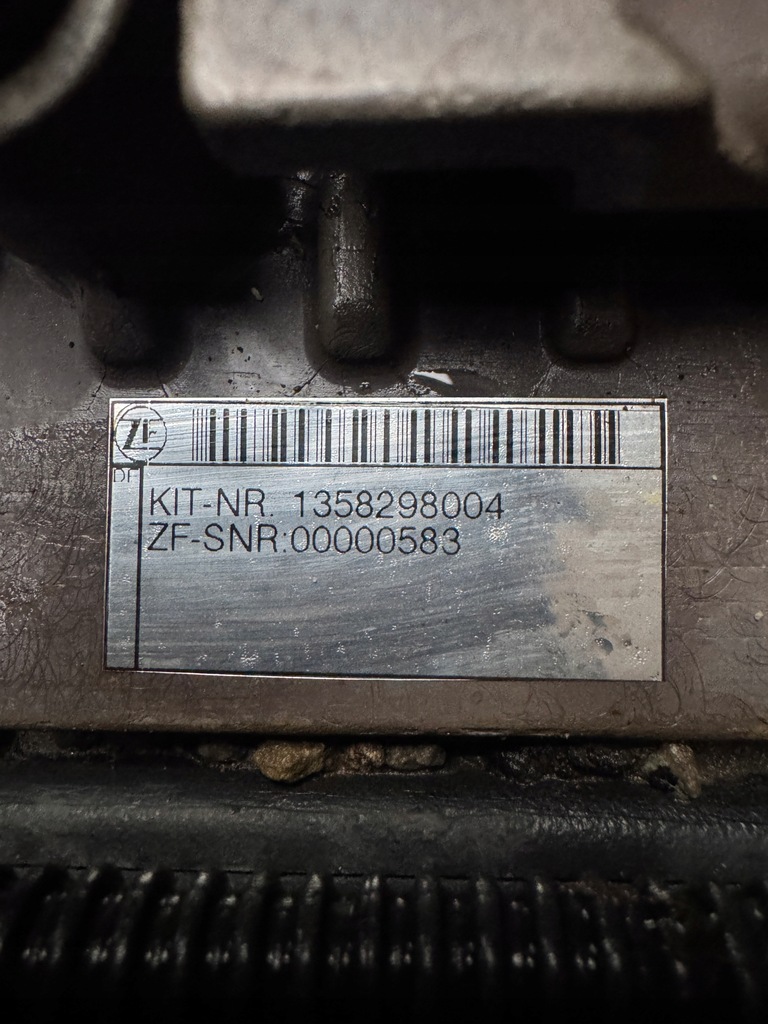 ZF
DF
KIT-NR. 1358298004
ZF-SNR:00000583